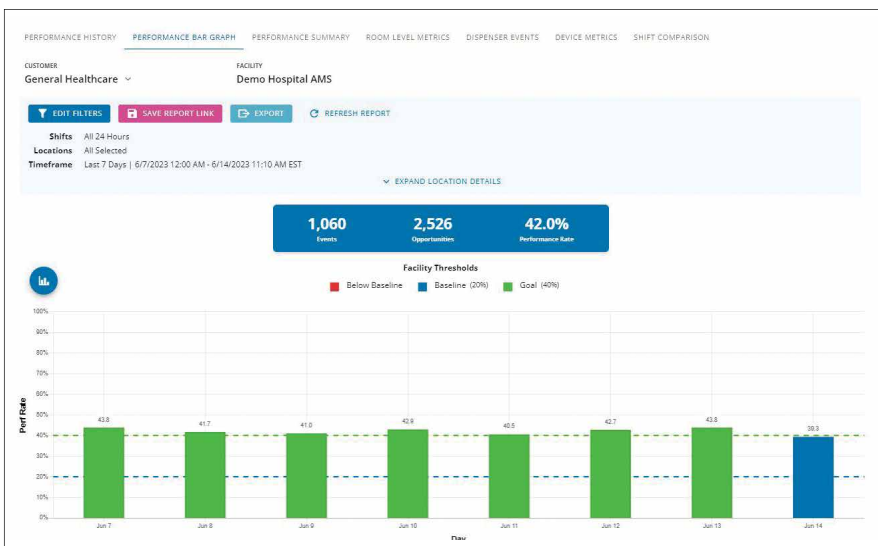 PERFORMANCE HISTORY PERFORMANCE BAR GRAPH PERFORMANCE SUMMARY ROOM LEVEL METRICS DISPENSER EVENTS DEVICE METRICS SHIFT COMPARISON
CUSTOMER FACILITY
General Healthcare Demo Hospital AMS
EDIT FILTERS SAVE REPORT LINK EXPORT REFRESH REPORT
Shifts All 24 Hours
Locations All Selected
Timeframe Last 7 Days | 6/7/2023 12:00 AM - 6/14/2023 11:10 AM EST
EXPAND LOCATION DETAILS
1,060 2,526 42.0%
Events Opportunities Performance Rate
Facility Thresholds
Below Baseline Baseline (20%) Goal (40%)
100%
90%
80%
70%
60%
50%
40%
30%
20%
10%
0%
Perf Rate
43.8 41.7 41.0 42.9 40.5 42.7 43.8 39.3
Jun 7 Jun 8 Jun 9 Jun 10 Jun 11 Jun 12 Jun 13 Jun 14
Day